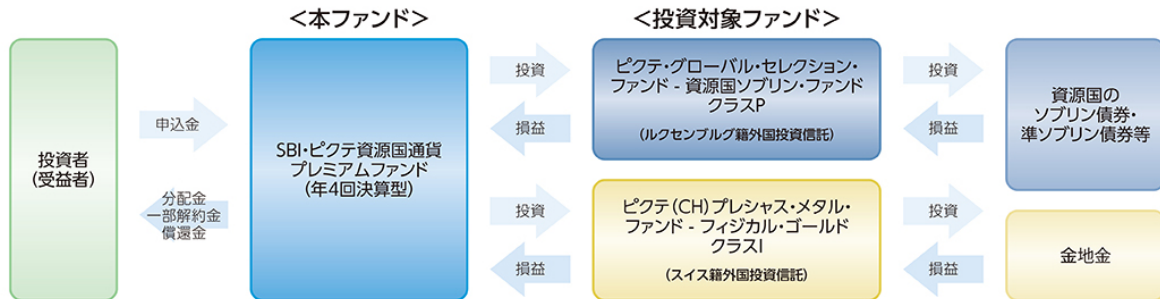 ＜本ファンド＞
＜投資対象ファンド＞
投資者
(受益者)
申込金
分配金
一部解約金
償還金
SBI・ピクテ資源国通貨
プレミアムファンド
(年4回決算型)
投資
損益
ピクテ・グローバル・セレクション・
ファンド - 資源国ソブリン・ファンド
クラスP
(ルクセンブルグ籍外国投資信託)
投資
損益
資源国の
ソブリン債券・
準ソブリン債券等
投資
損益
ピクテ(CH)プレシャス・メタル・
ファンド - フィジカル・ゴールド
クラスI
(スイス籍外国投資信託)
投資
損益
金地金